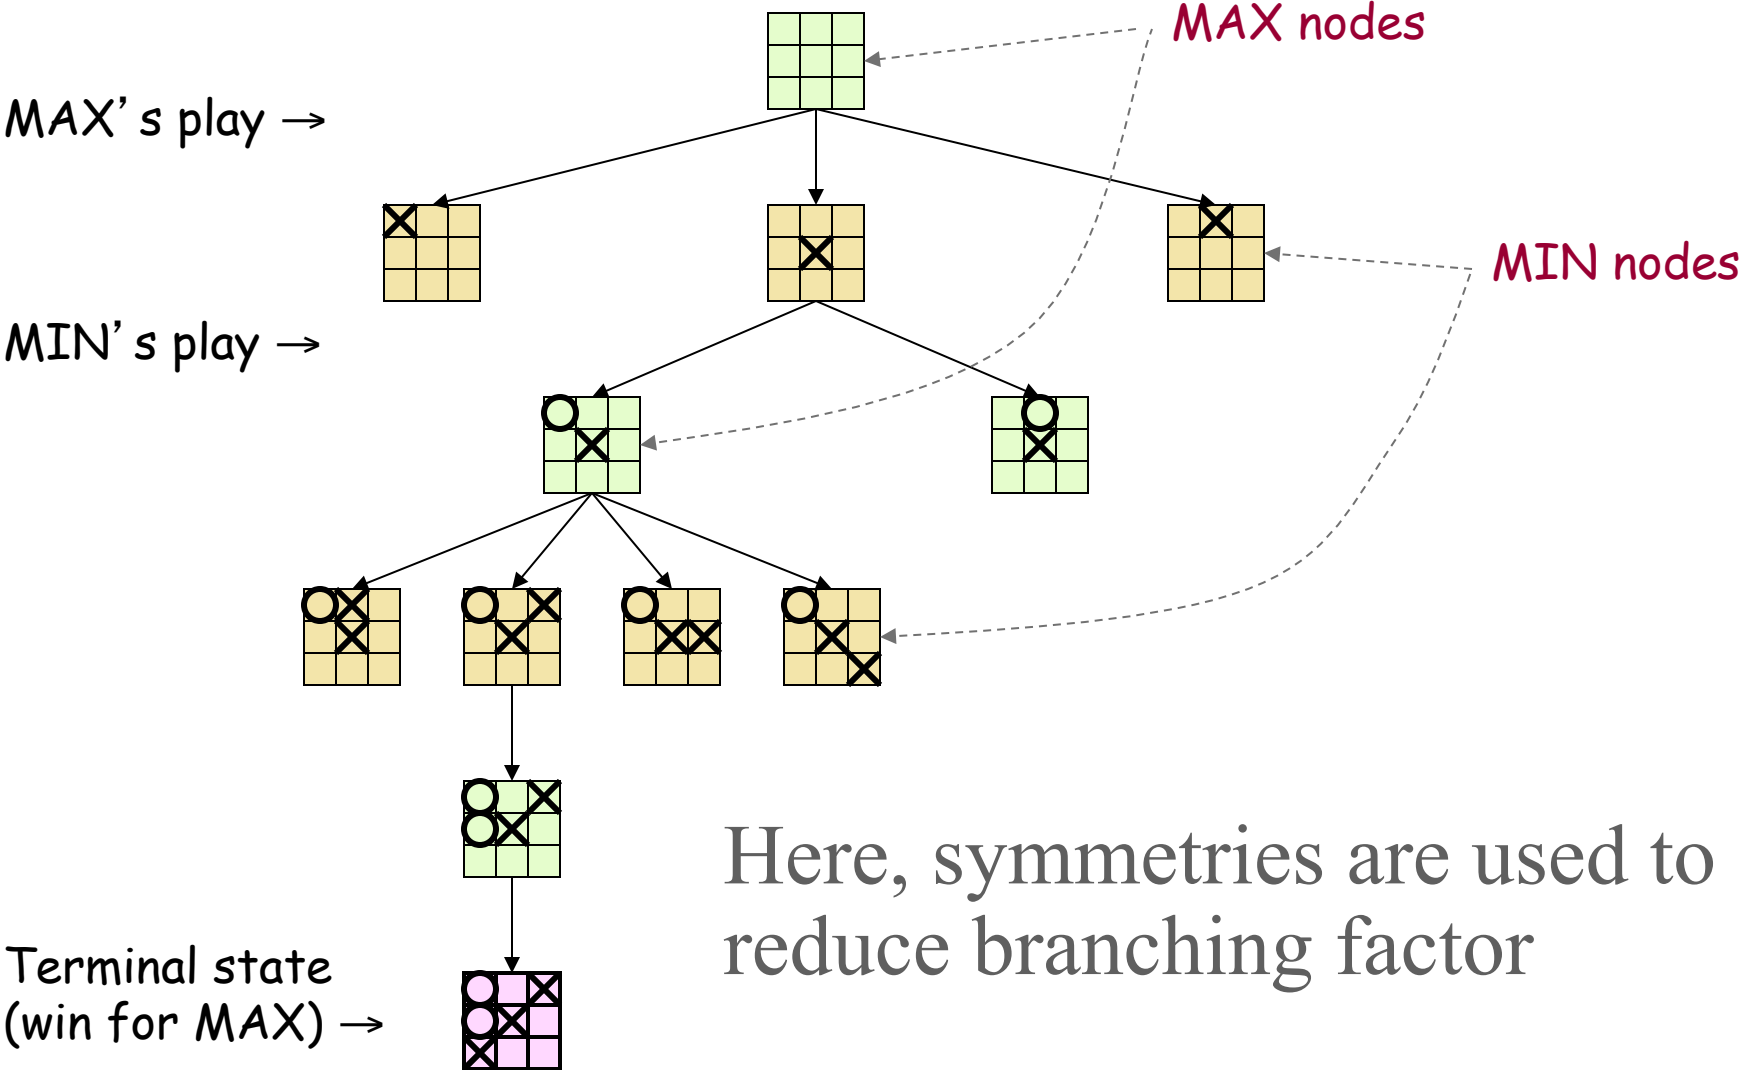 MAX nodes
MAX's play →
MIN nodes
MIN's play →
Here, symmetries are used to
reduce branching factor
Terminal state
(win for MAX) →